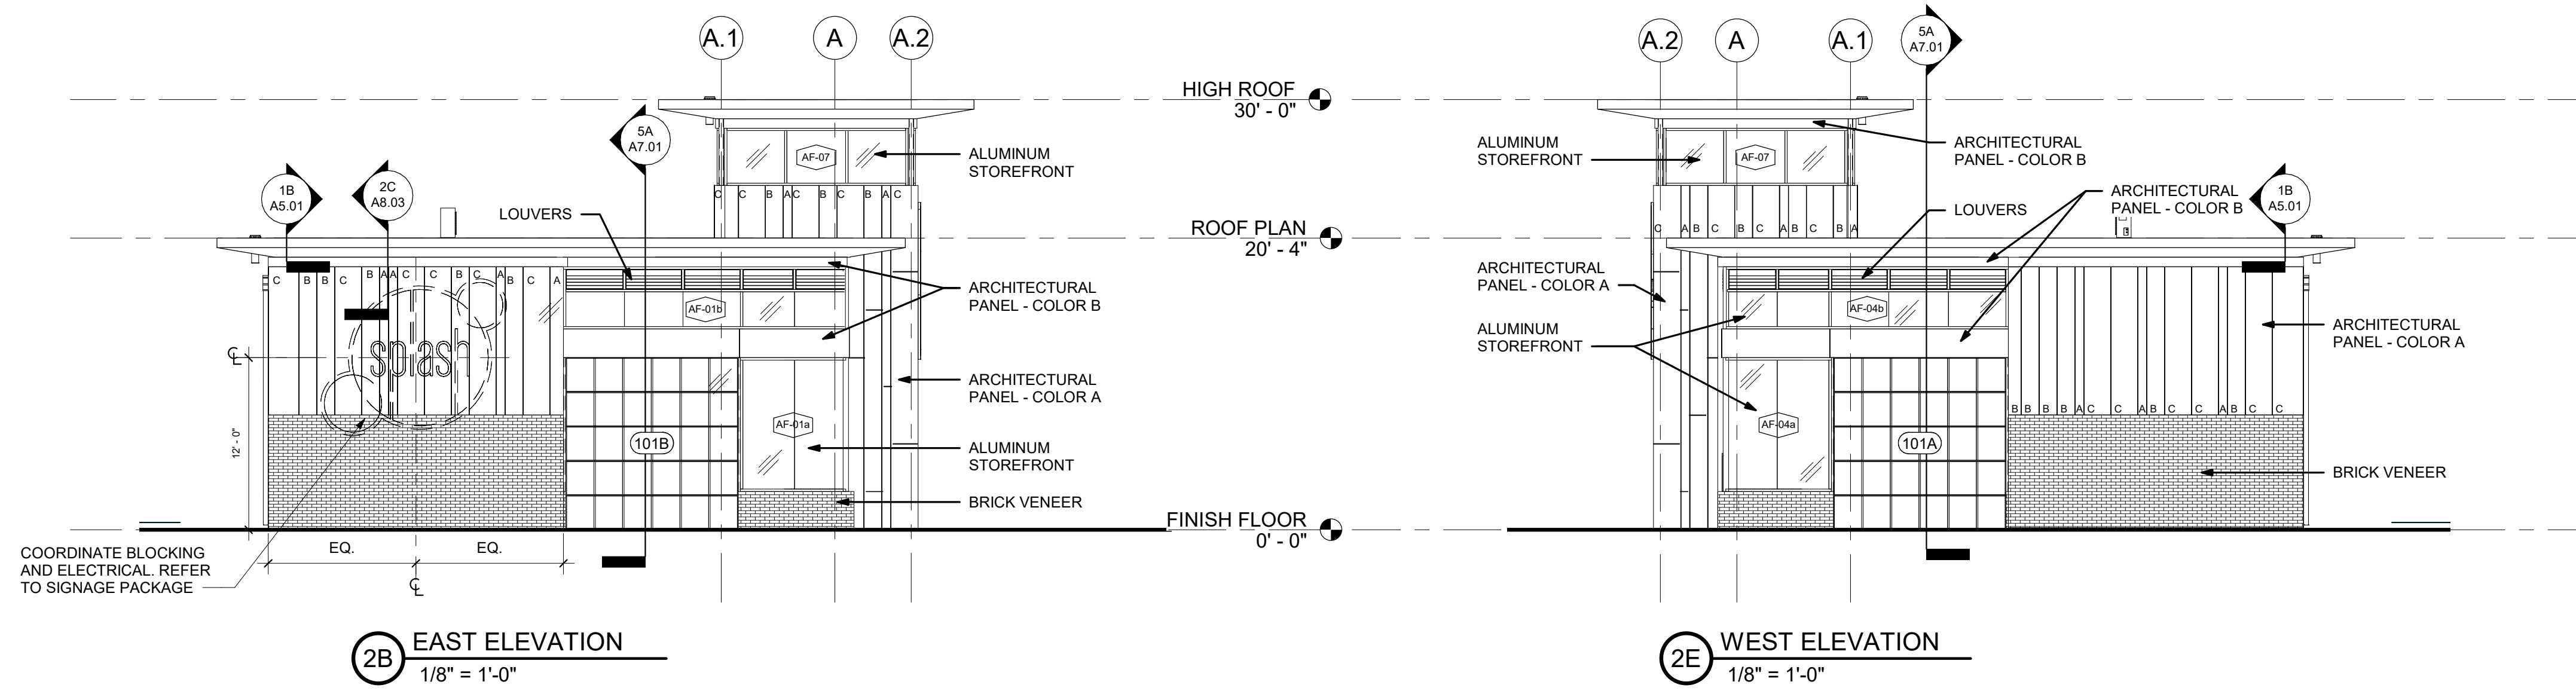 A.1
A
A.2
HIGH ROOF
30' - 0"
5A
A7.01
AF-07
ALUMINUM
STOREFRONT
1B
A5.01
2C
A8.03
C C B A C B C B A C
LOUVERS
ROOF PLAN
20' - 4"
C B B C B A A C C B C A B C A
AF-01b
ARCHITECTURAL
PANEL - COLOR B
splash
℄
ARCHITECTURAL
PANEL - COLOR A
AF-01a
101B
12' - 0"
ALUMINUM
STOREFRONT
BRICK VENEER
FINISH FLOOR
0' - 0"
EQ.
EQ.
COORDINATE BLOCKING
AND ELECTRICAL. REFER
TO SIGNAGE PACKAGE
℄
2B
EAST ELEVATION
1/8" = 1'-0"
A.2
A
A.1
5A
A7.01
ALUMINUM
STOREFRONT
AF-07
ARCHITECTURAL
PANEL - COLOR B
ARCHITECTURAL
PANEL - COLOR B
1B
A5.01
LOUVERS
C A B C B C A B C B A
ARCHITECTURAL
PANEL - COLOR A
AF-04b
ALUMINUM
STOREFRONT
ARCHITECTURAL
PANEL - COLOR A
B B B B A C C A B C C A B C C
AF-04a
101A
BRICK VENEER
2E
WEST ELEVATION
1/8" = 1'-0"